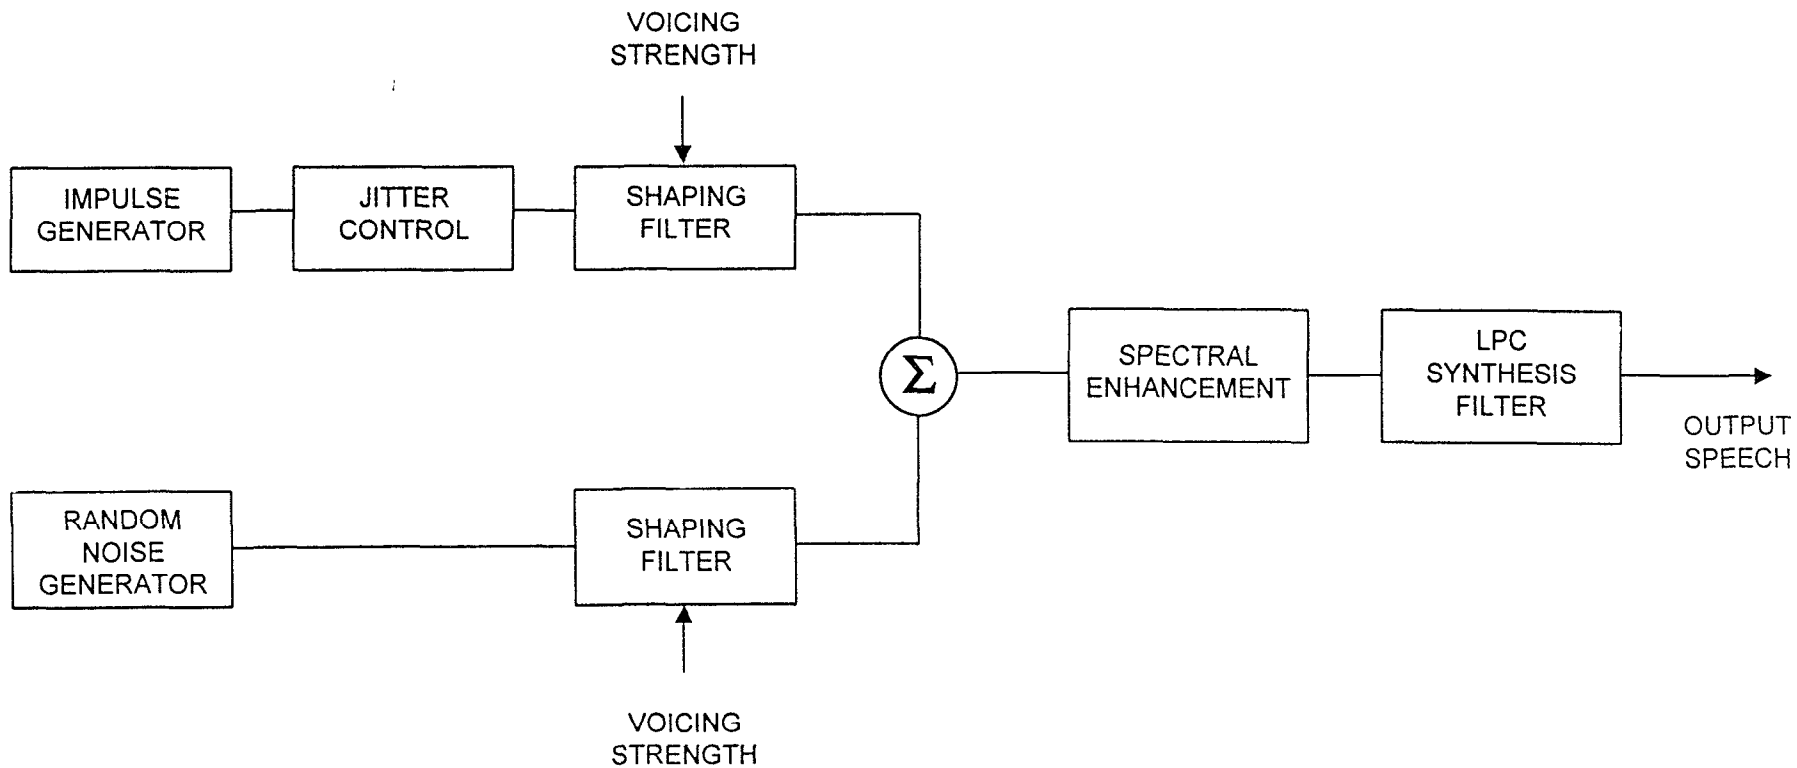 VOICING
STRENGTH
IMPULSE
GENERATOR
JITTER
CONTROL
SHAPING
FILTER
Σ
SPECTRAL
ENHANCEMENT
LPC
SYNTHESIS
FILTER
OUTPUT
SPEECH
RANDOM
NOISE
GENERATOR
SHAPING
FILTER
VOICING
STRENGTH